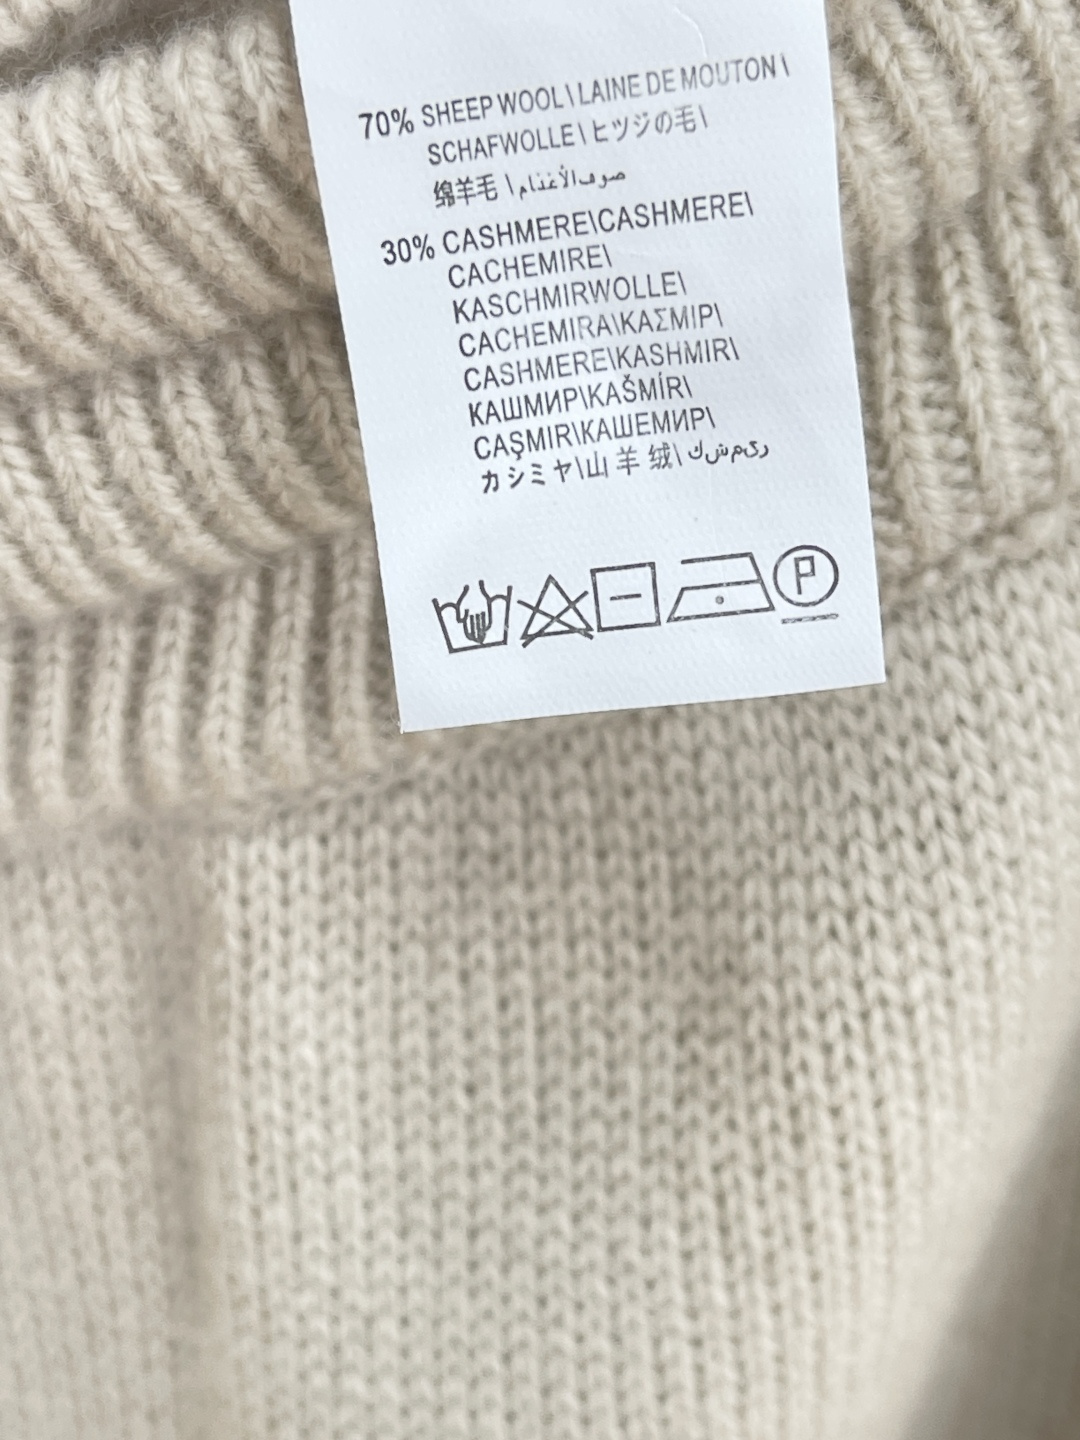 70% SHEEP WOOL\LAINE DE MOUTON\
SCHAFWOLLE\ヒツジの毛\
绵羊毛\صوف الأغنام
30% CASHMERE\CASHMERE\
CACHEMIRE\
KASCHMIRWOLLE\
CACHEMIRA\ΚΑΣΜΙΡ\
CASHMERE\KASHMIR\
КАШМИР\KAŠMÍR\
CAŞMIR\КАШЕМИР\
カシミヤ\山羊绒\
P